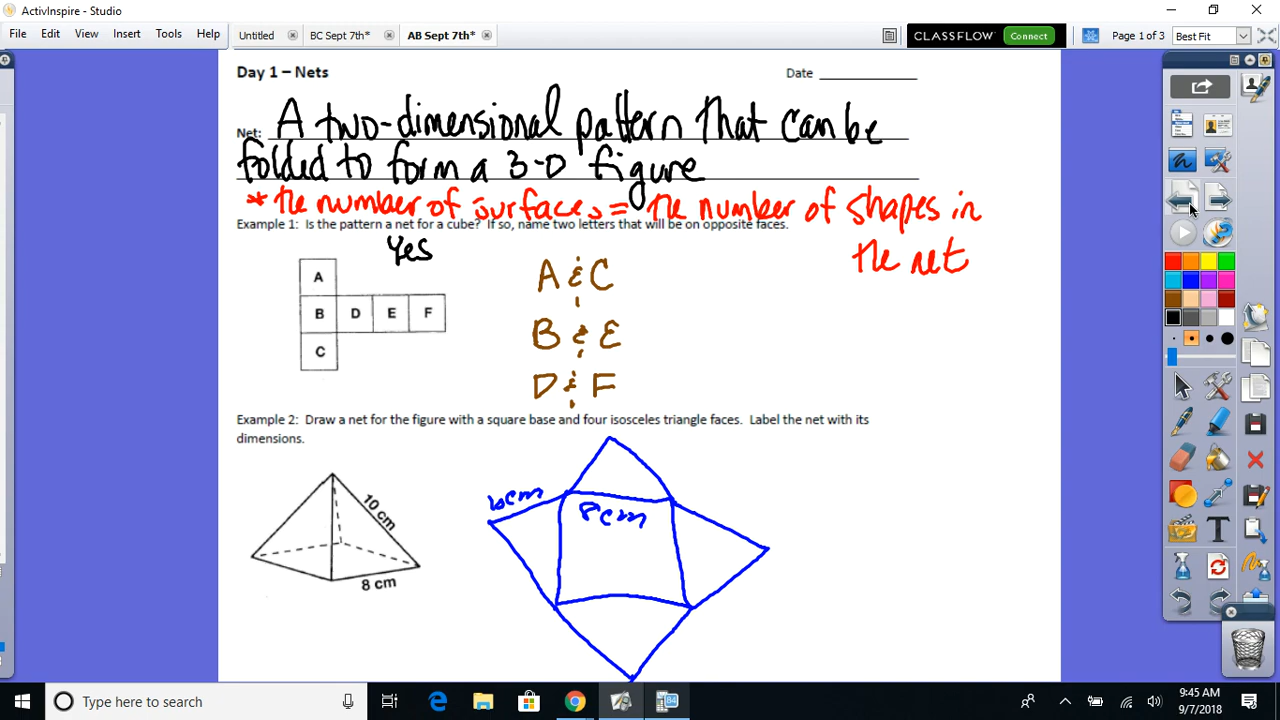 ActivInspire - Studio
File Edit View Insert Tools Help
Untitled
BC Sept 7th*
AB Sept 7th*
CLASSFLOW Connect
Page 1 of 3
Best Fit
Day 1 – Nets
Date ___________
Net: A two-dimensional pattern that can be
folded to form a 3-D figure
* the number of surfaces = the number of shapes in
the net
Example 1: Is the pattern a net for a cube? If so, name two letters that will be on opposite faces.
Yes
A
B D E F
C
A & C
B & E
D & F
Example 2: Draw a net for the figure with a square base and four isosceles triangle faces. Label the net with its
dimensions.
10 cm
8 cm
10cm
8cm
Type here to search
9:45 AM
9/7/2018